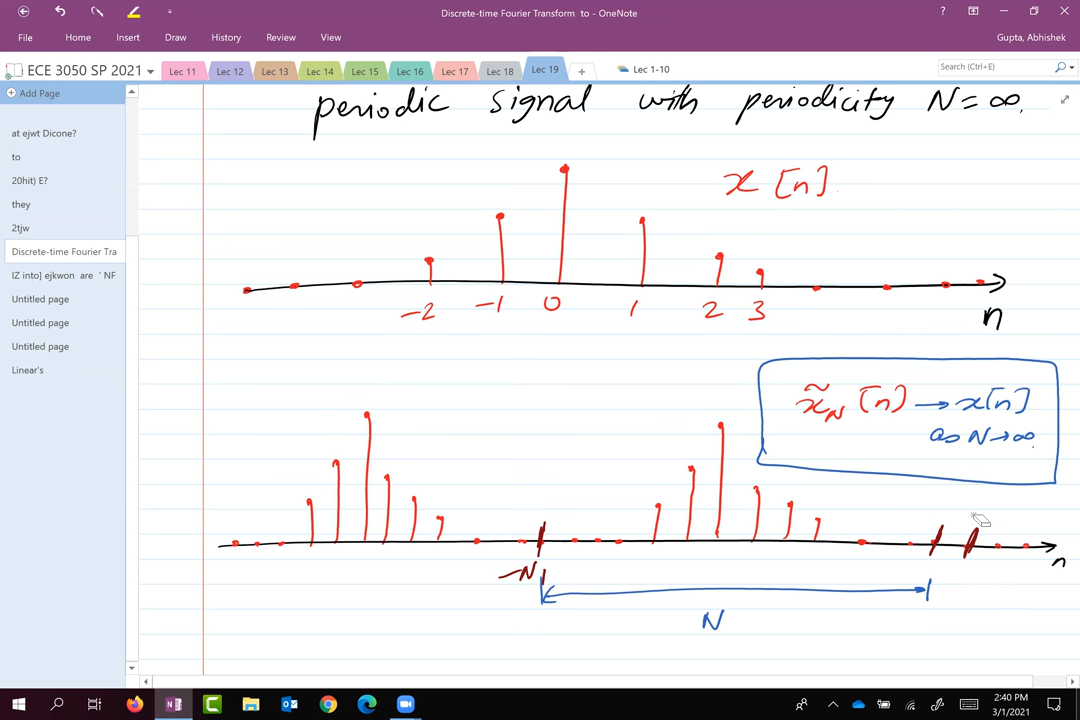 Discrete-time Fourier Transform to - OneNote
Gupta, Abhishek
File Home Insert Draw History Review View
ECE 3050 SP 2021
Lec 11 Lec 12 Lec 13 Lec 14 Lec 15 Lec 16 Lec 17 Lec 18 Lec 19 Lec 1-10
Search (Ctrl+E)
Add Page
at ejwt Dicone?
to
20hit) E?
they
2tjw
Discrete-time Fourier Tra
IZ into] ejkwon are ' NF
Untitled page
Untitled page
Untitled page
Linear's
periodic signal with periodicity N = ∞.
x [n]
-2 -1 0 1 2 3
n
x̃_N [n] → x[n]
as N → ∞.
-N₁
n
N
2:40 PM
3/1/2021